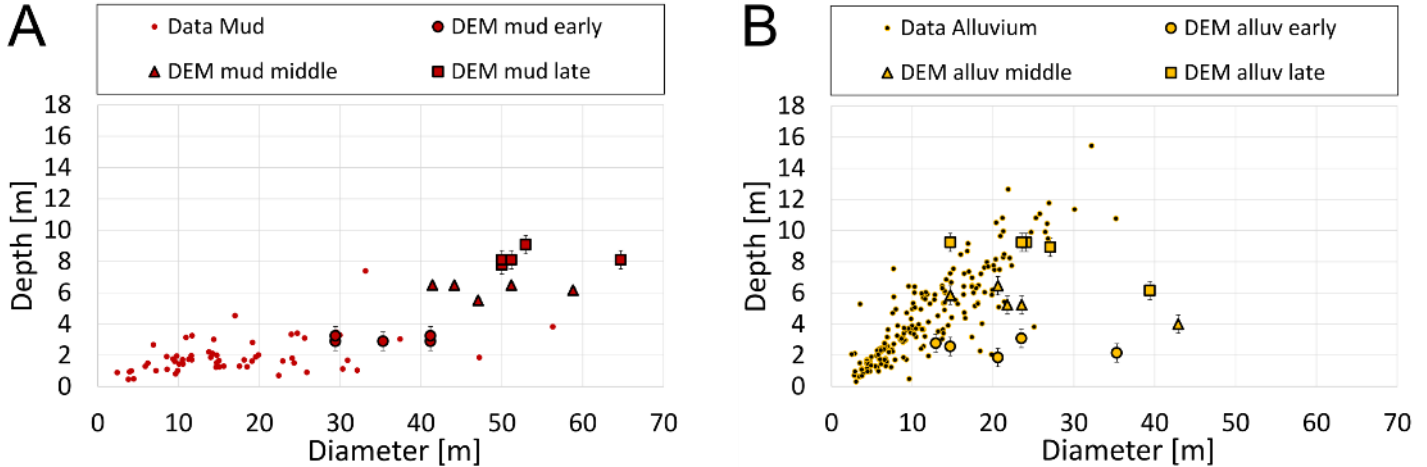 A
Data Mud
DEM mud early
DEM mud middle
DEM mud late
18
16
14
12
10
8
6
4
2
0
Depth [m]
0 10 20 30 40 50 60 70
Diameter [m]
B
Data Alluvium
DEM alluv early
DEM alluv middle
DEM alluv late
18
16
14
12
10
8
6
4
2
0
Depth [m]
0 10 20 30 40 50 60 70
Diameter [m]